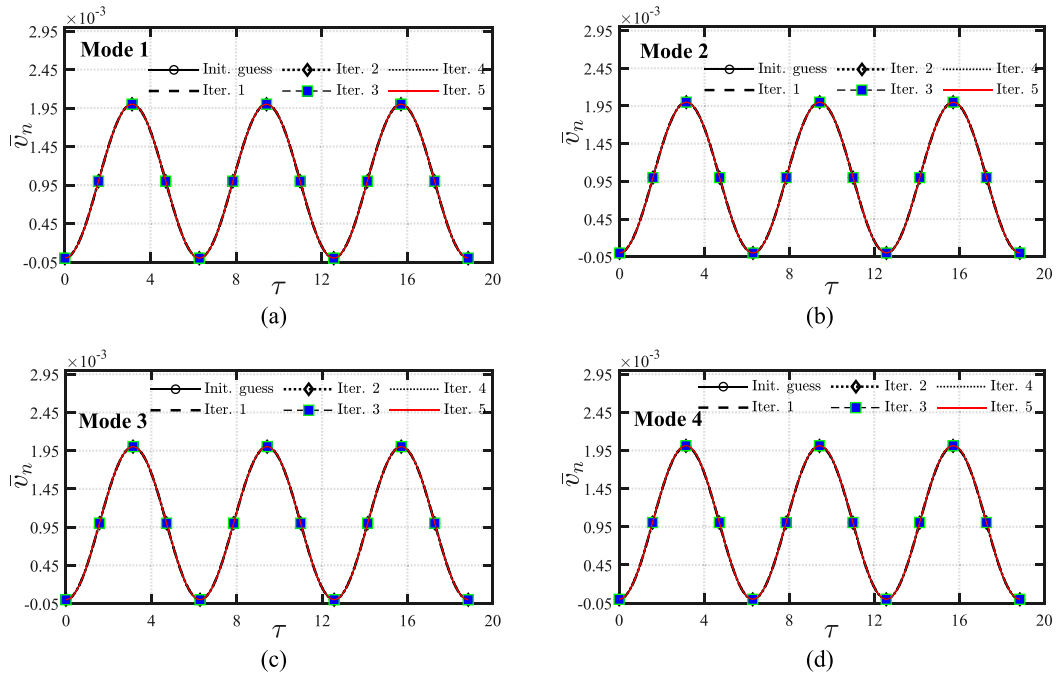 ×10⁻³
2.95
Mode 1
2.45
Init. guess Iter. 2 Iter. 4
Iter. 1 Iter. 3 Iter. 5
1.95
v̄ₙ
1.45
0.95
0.45
-0.05
0 4 8 12 16 20
τ
(a)
×10⁻³
2.95
Mode 2
2.45
Init. guess Iter. 2 Iter. 4
Iter. 1 Iter. 3 Iter. 5
1.95
v̄ₙ
1.45
0.95
0.45
-0.05
0 4 8 12 16 20
τ
(b)
×10⁻³
2.95
Init. guess Iter. 2 Iter. 4
Iter. 1 Iter. 3 Iter. 5
2.45
Mode 3
1.95
v̄ₙ
1.45
0.95
0.45
-0.05
0 4 8 12 16 20
τ
(c)
×10⁻³
2.95
Init. guess Iter. 2 Iter. 4
Iter. 1 Iter. 3 Iter. 5
2.45
Mode 4
1.95
v̄ₙ
1.45
0.95
0.45
-0.05
0 4 8 12 16 20
τ
(d)